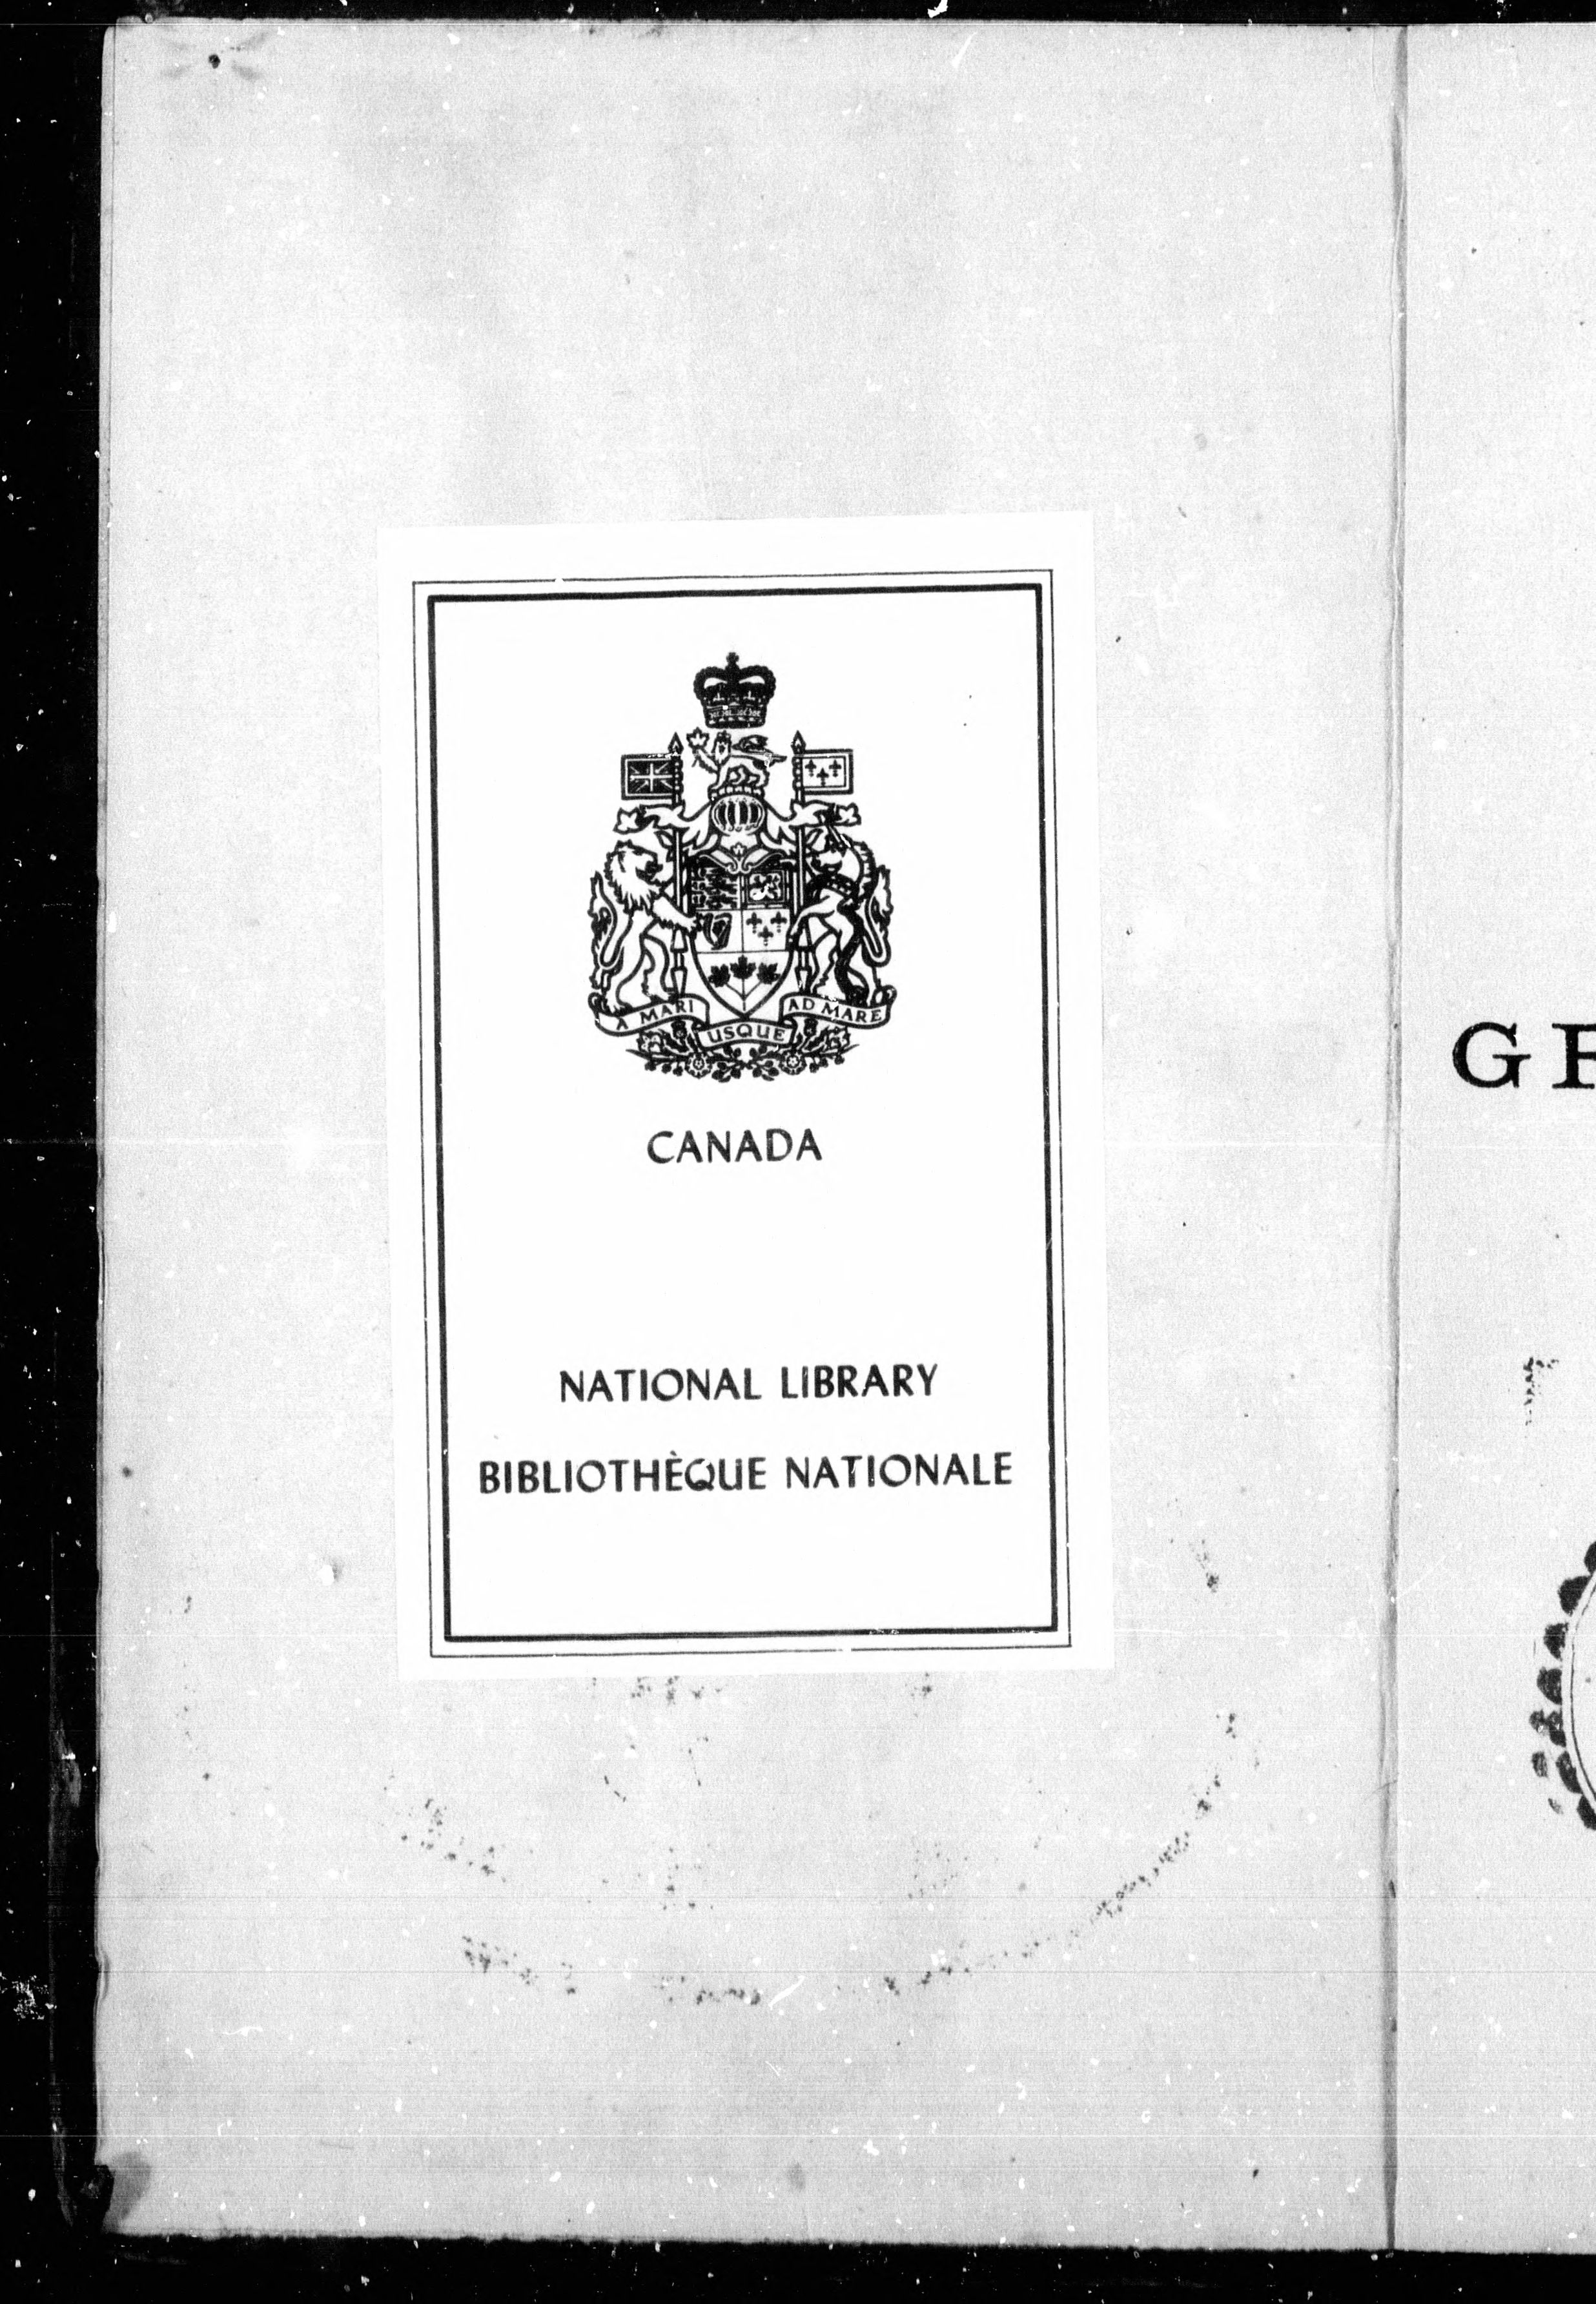 A MARI USQUE AD MARE
CANADA
NATIONAL LIBRARY
BIBLIOTHÈQUE NATIONALE